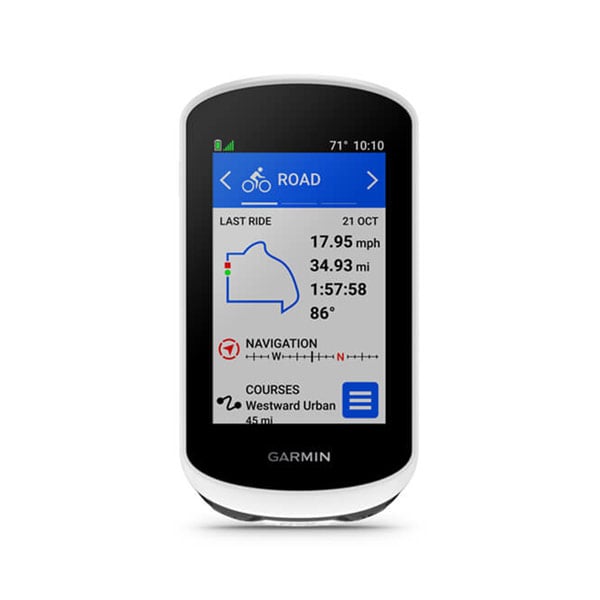 71° 10:10
ROAD
LAST RIDE 21 OCT
17.95 mph
34.93 mi
1:57:58
86°
NAVIGATION
W N
COURSES
Westward Urban
45 mi
GARMIN